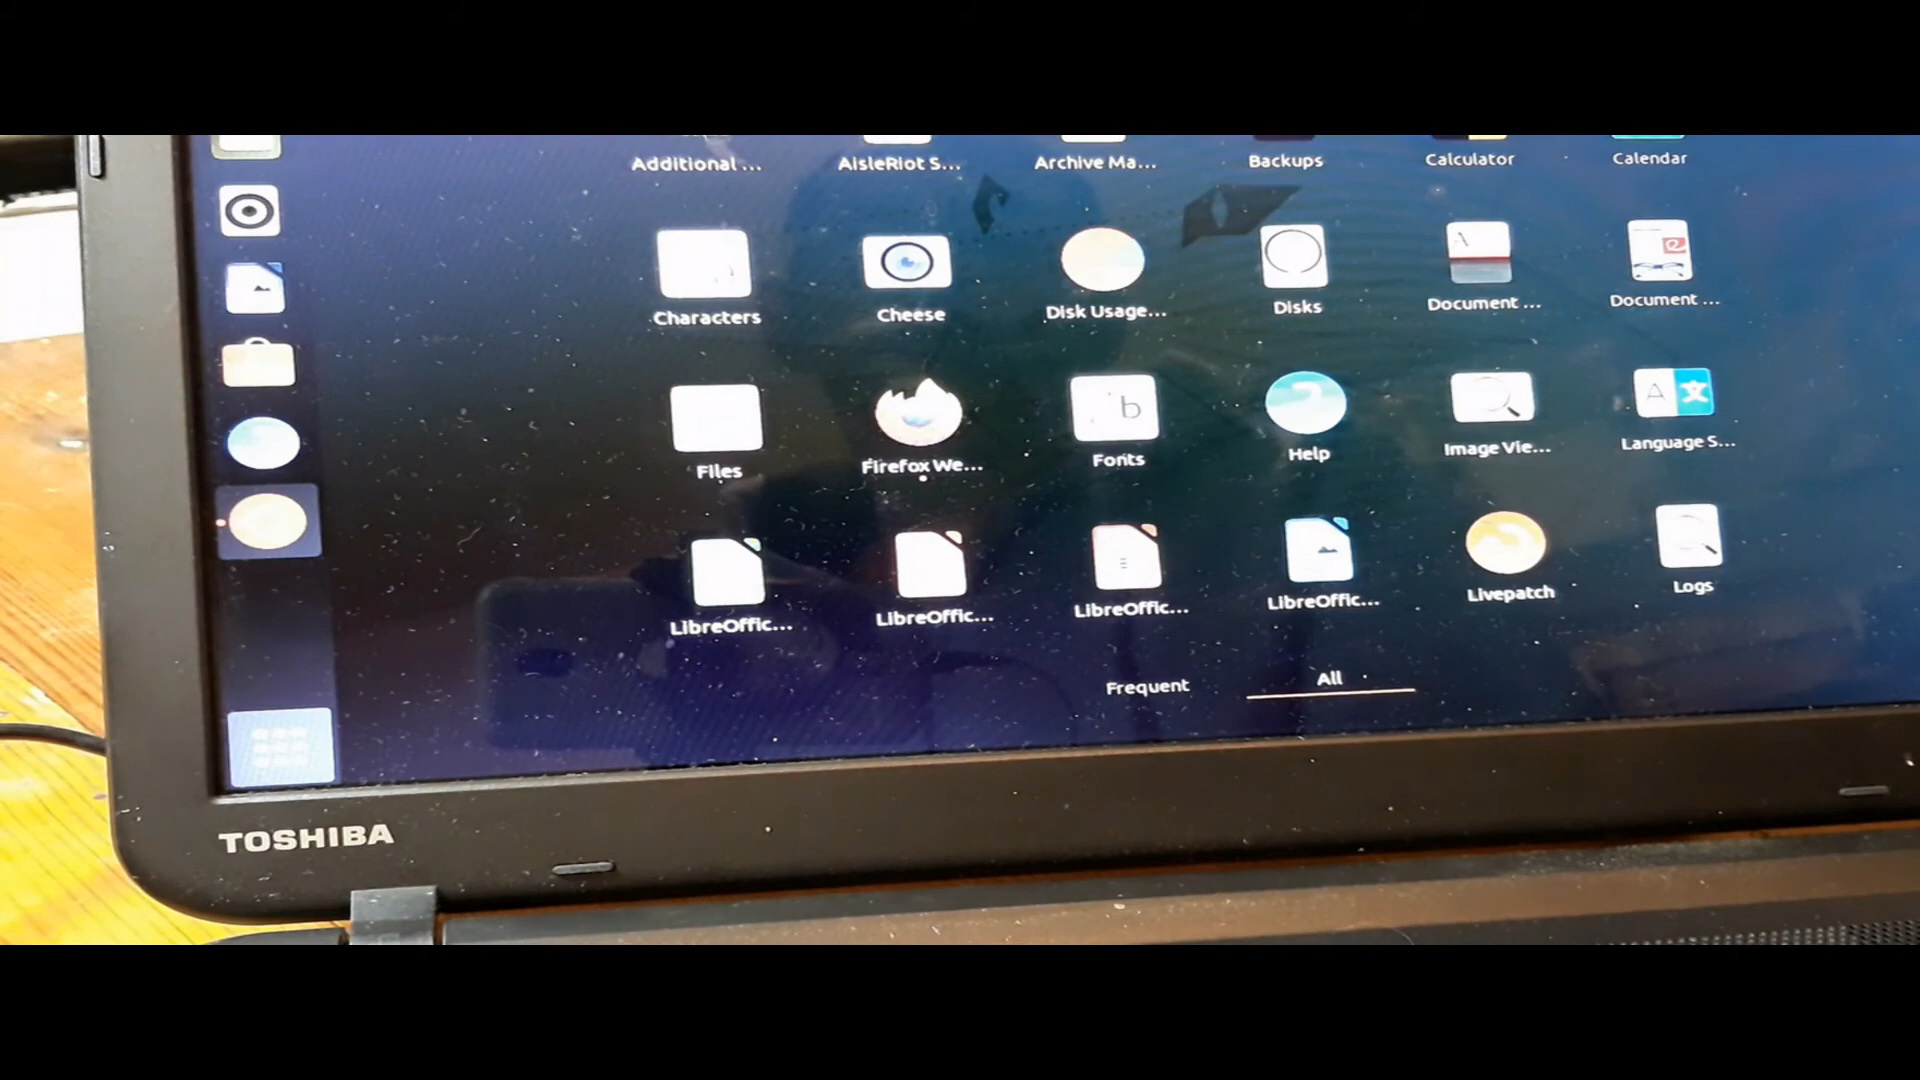 Additional ... AisleRiot S... Archive Ma... Backups Calculator Calendar
Characters Cheese Disk Usage... Disks Document ... Document ...
Files Firefox We... Fonts Help Image Vie... Language S...
LibreOffic... LibreOffic... LibreOffic... LibreOffic... Livepatch Logs
Frequent All
TOSHIBA